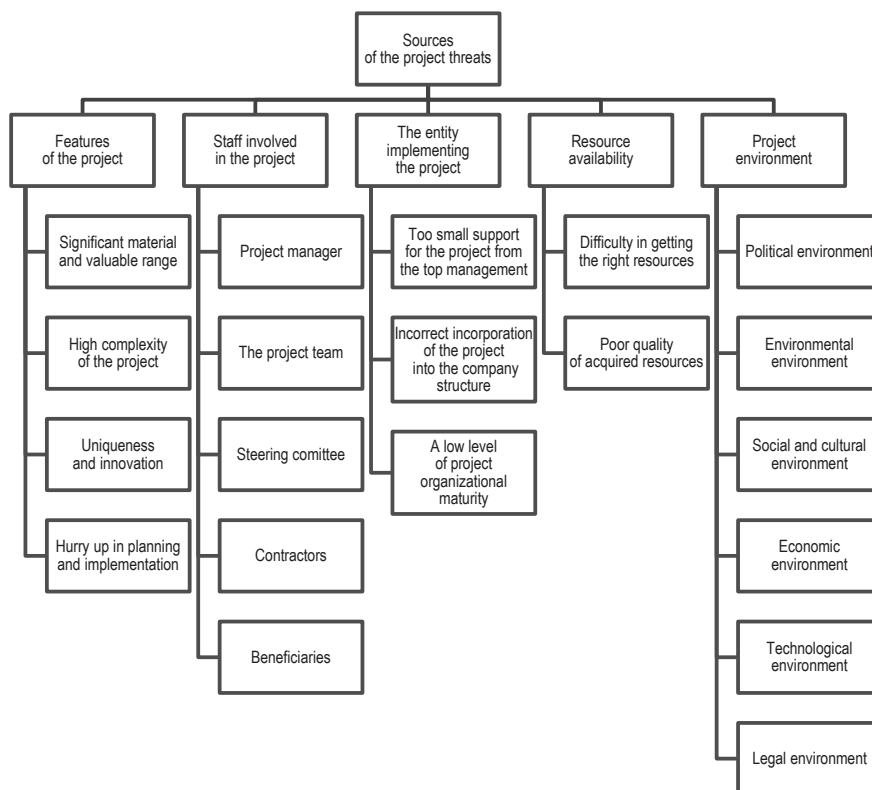 Sources
of the project threats
Features
of the project
Staff involved
in the project
The entity
implementing
the project
Resource
availability
Project
environment
Significant material
and valuable range
High complexity
of the project
Uniqueness
and innovation
Hurry up in planning
and implementation
Project manager
The project team
Steering comittee
Contractors
Beneficiaries
Too small support
for the project from
the top management
Incorrect incorporation
of the project
into the company
structure
A low level
of project
organizational
maturity
Difficulty in getting
the right resources
Poor quality
of acquired resources
Political environment
Environmental
environment
Social and cultural
environment
Economic
environment
Technological
environment
Legal environment